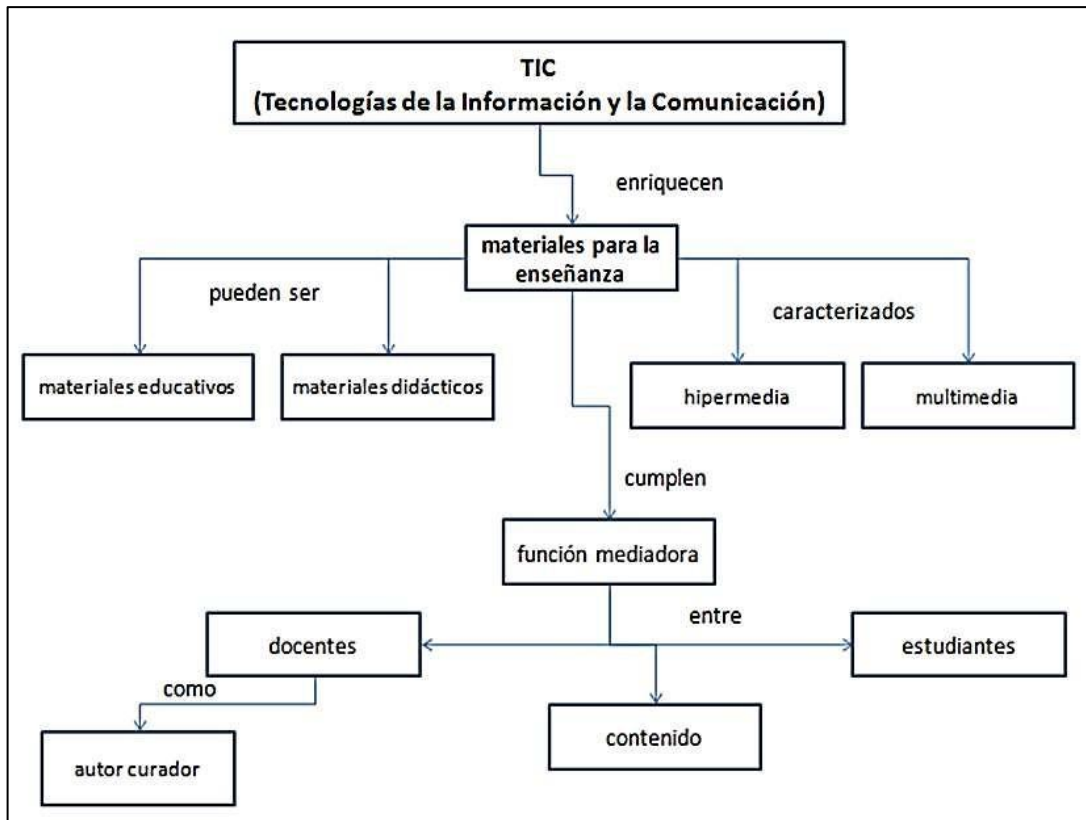 TIC
(Tecnologías de la Información y la Comunicación)
enriquecen
materiales para la
enseñanza
pueden ser
caracterizados
materiales educativos
materiales didácticos
hipermedia
multimedia
cumplen
función mediadora
entre
docentes
estudiantes
como
contenido
autor curador